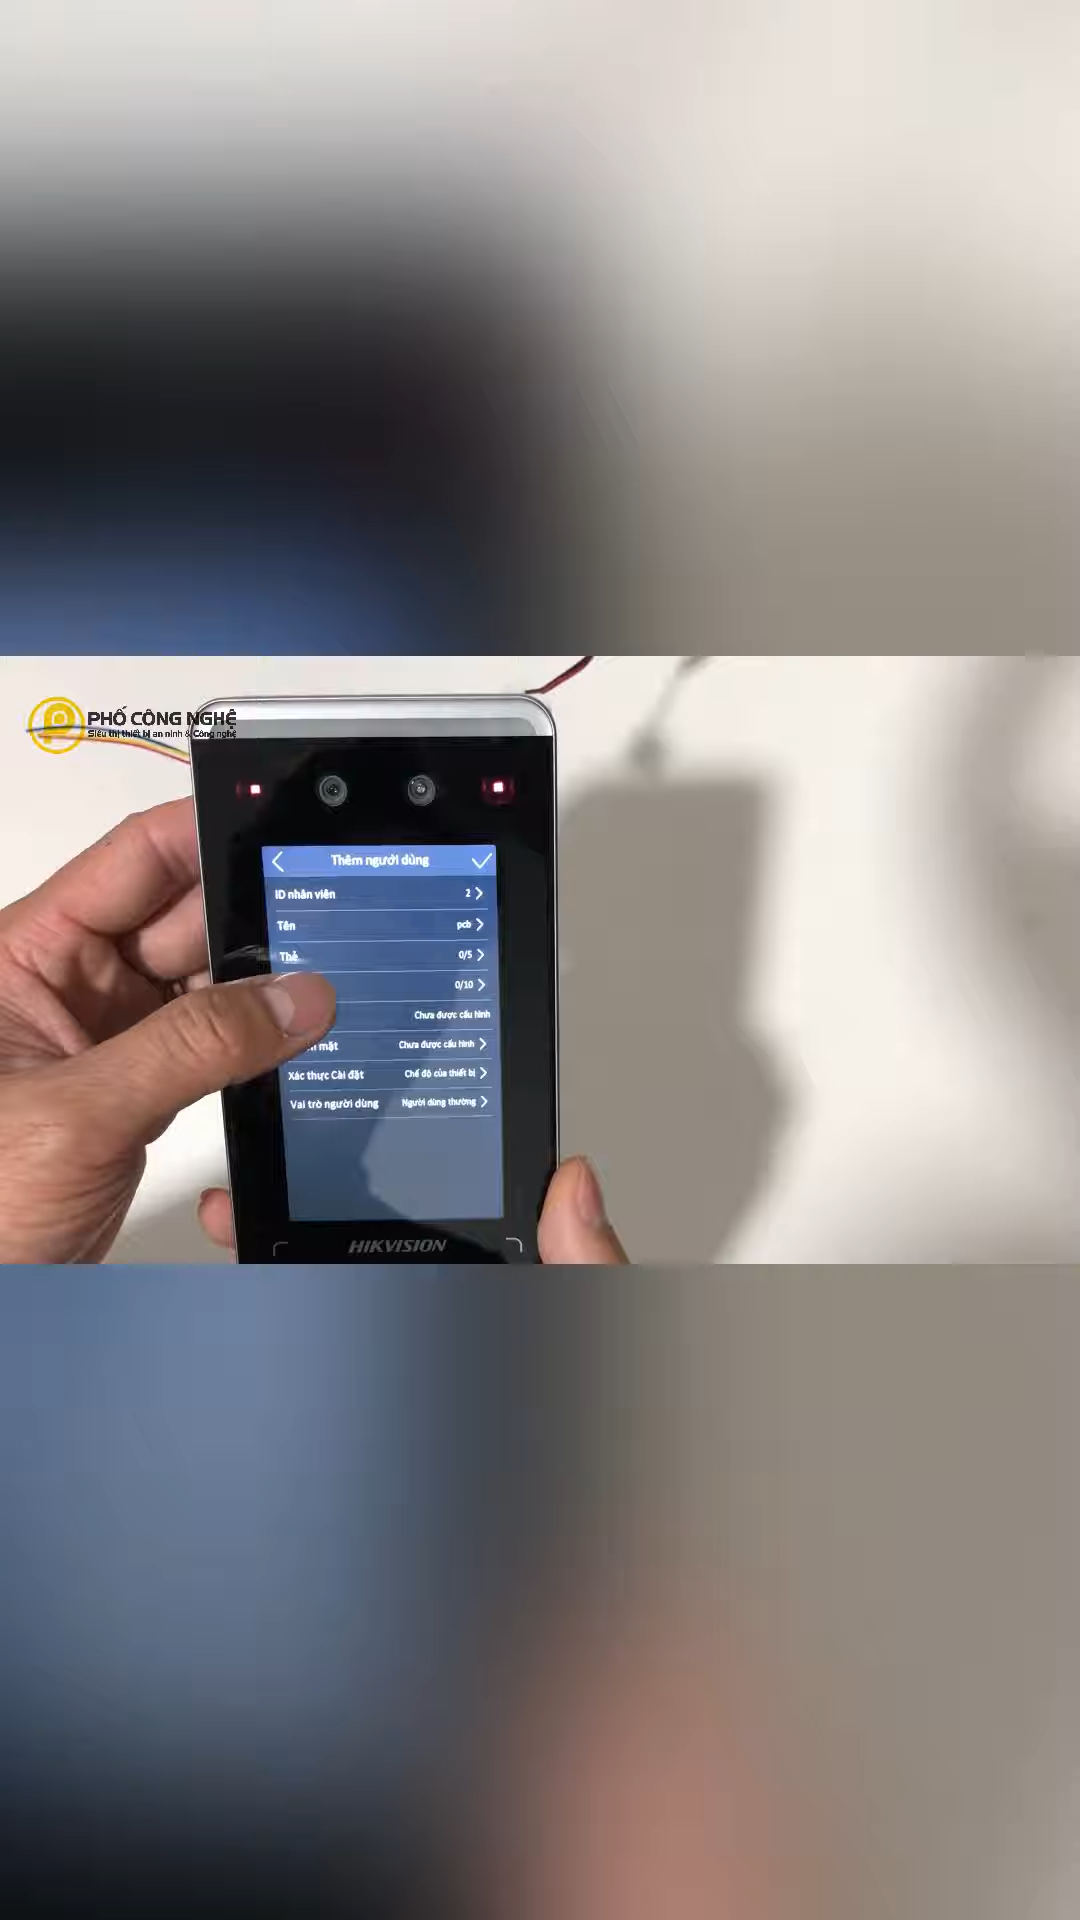 PHỐ CÔNG NGHỆ
Siêu thị thiết bị an ninh & Công nghệ
Thêm người dùng
ID nhân viên 2
Tên pcb
Thẻ 0/5
0/10
Chưa được cấu hình
mặt Chưa được cấu hình
Xác thực Cài đặt Chế độ của thiết bị
Vai trò người dùng Người dùng thường
HIKVISION